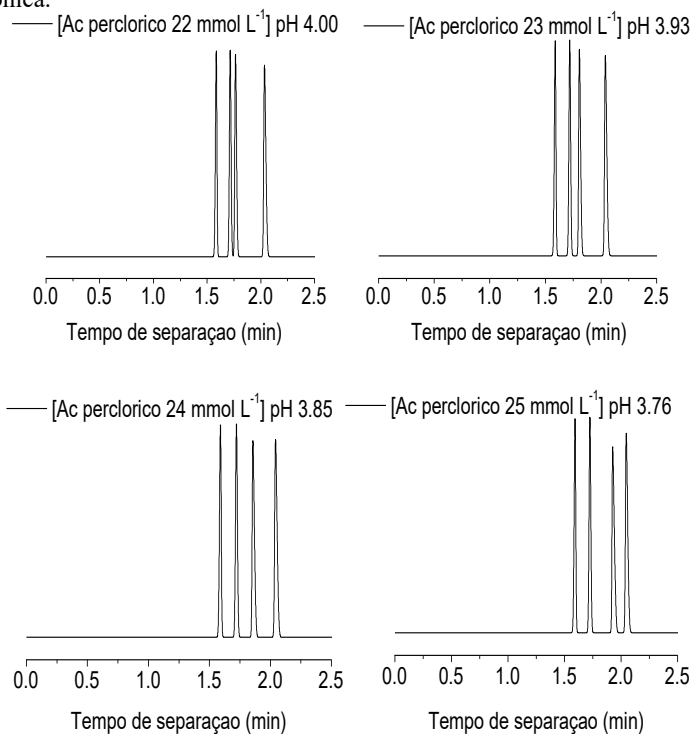 [Ac perclorico 22 mmol L⁻¹] pH 4.00
0.0 0.5 1.0 1.5 2.0 2.5
Tempo de separaçao (min)
[Ac perclorico 23 mmol L⁻¹] pH 3.93
0.0 0.5 1.0 1.5 2.0 2.5
Tempo de separaçao (min)
[Ac perclorico 24 mmol L⁻¹] pH 3.85
0.0 0.5 1.0 1.5 2.0 2.5
Tempo de separaçao (min)
[Ac perclorico 25 mmol L⁻¹] pH 3.76
0.0 0.5 1.0 1.5 2.0 2.5
Tempo de separaçao (min)